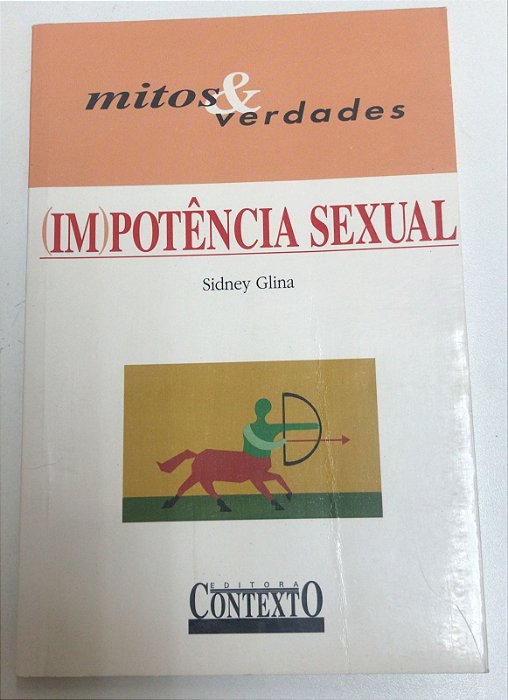 mitos &
verdades
(IM)POTÊNCIA SEXUAL
Sidney Glina
EDITORA
CONTEXTO